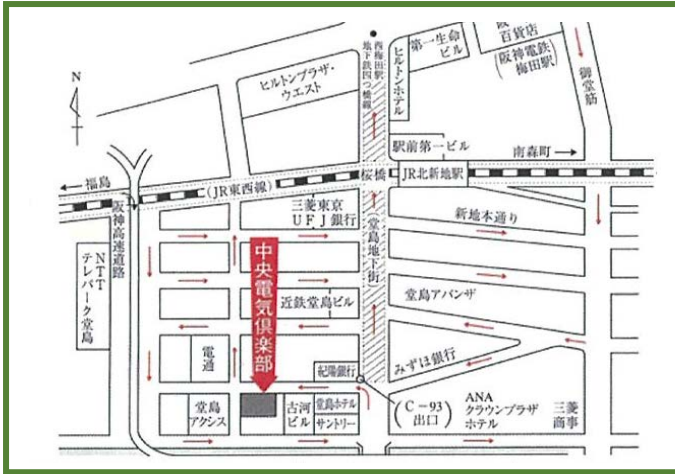 N
西梅田駅
地下鉄四つ橋線
ヒルトンホテル
第一生命
ビル
百貨店
阪神電鉄
梅田駅
御堂筋
ヒルトンプラザ・
ウエスト
駅前第一ビル
南森町
福島
(JR東西線)
桜橋
JR北新地駅
阪神高速道路
三菱東京
UFJ銀行
新地本通り
堂島地下街
NTT
テレパーク堂島
中央電気倶楽部
近鉄堂島ビル
堂島アバンザ
電通
紀陽銀行
みずほ銀行
堂島
アクシス
古河
ビル
堂島ホテル
サントリー
(C-93
出口)
ANA
クラウンプラザ
ホテル
三菱
商事